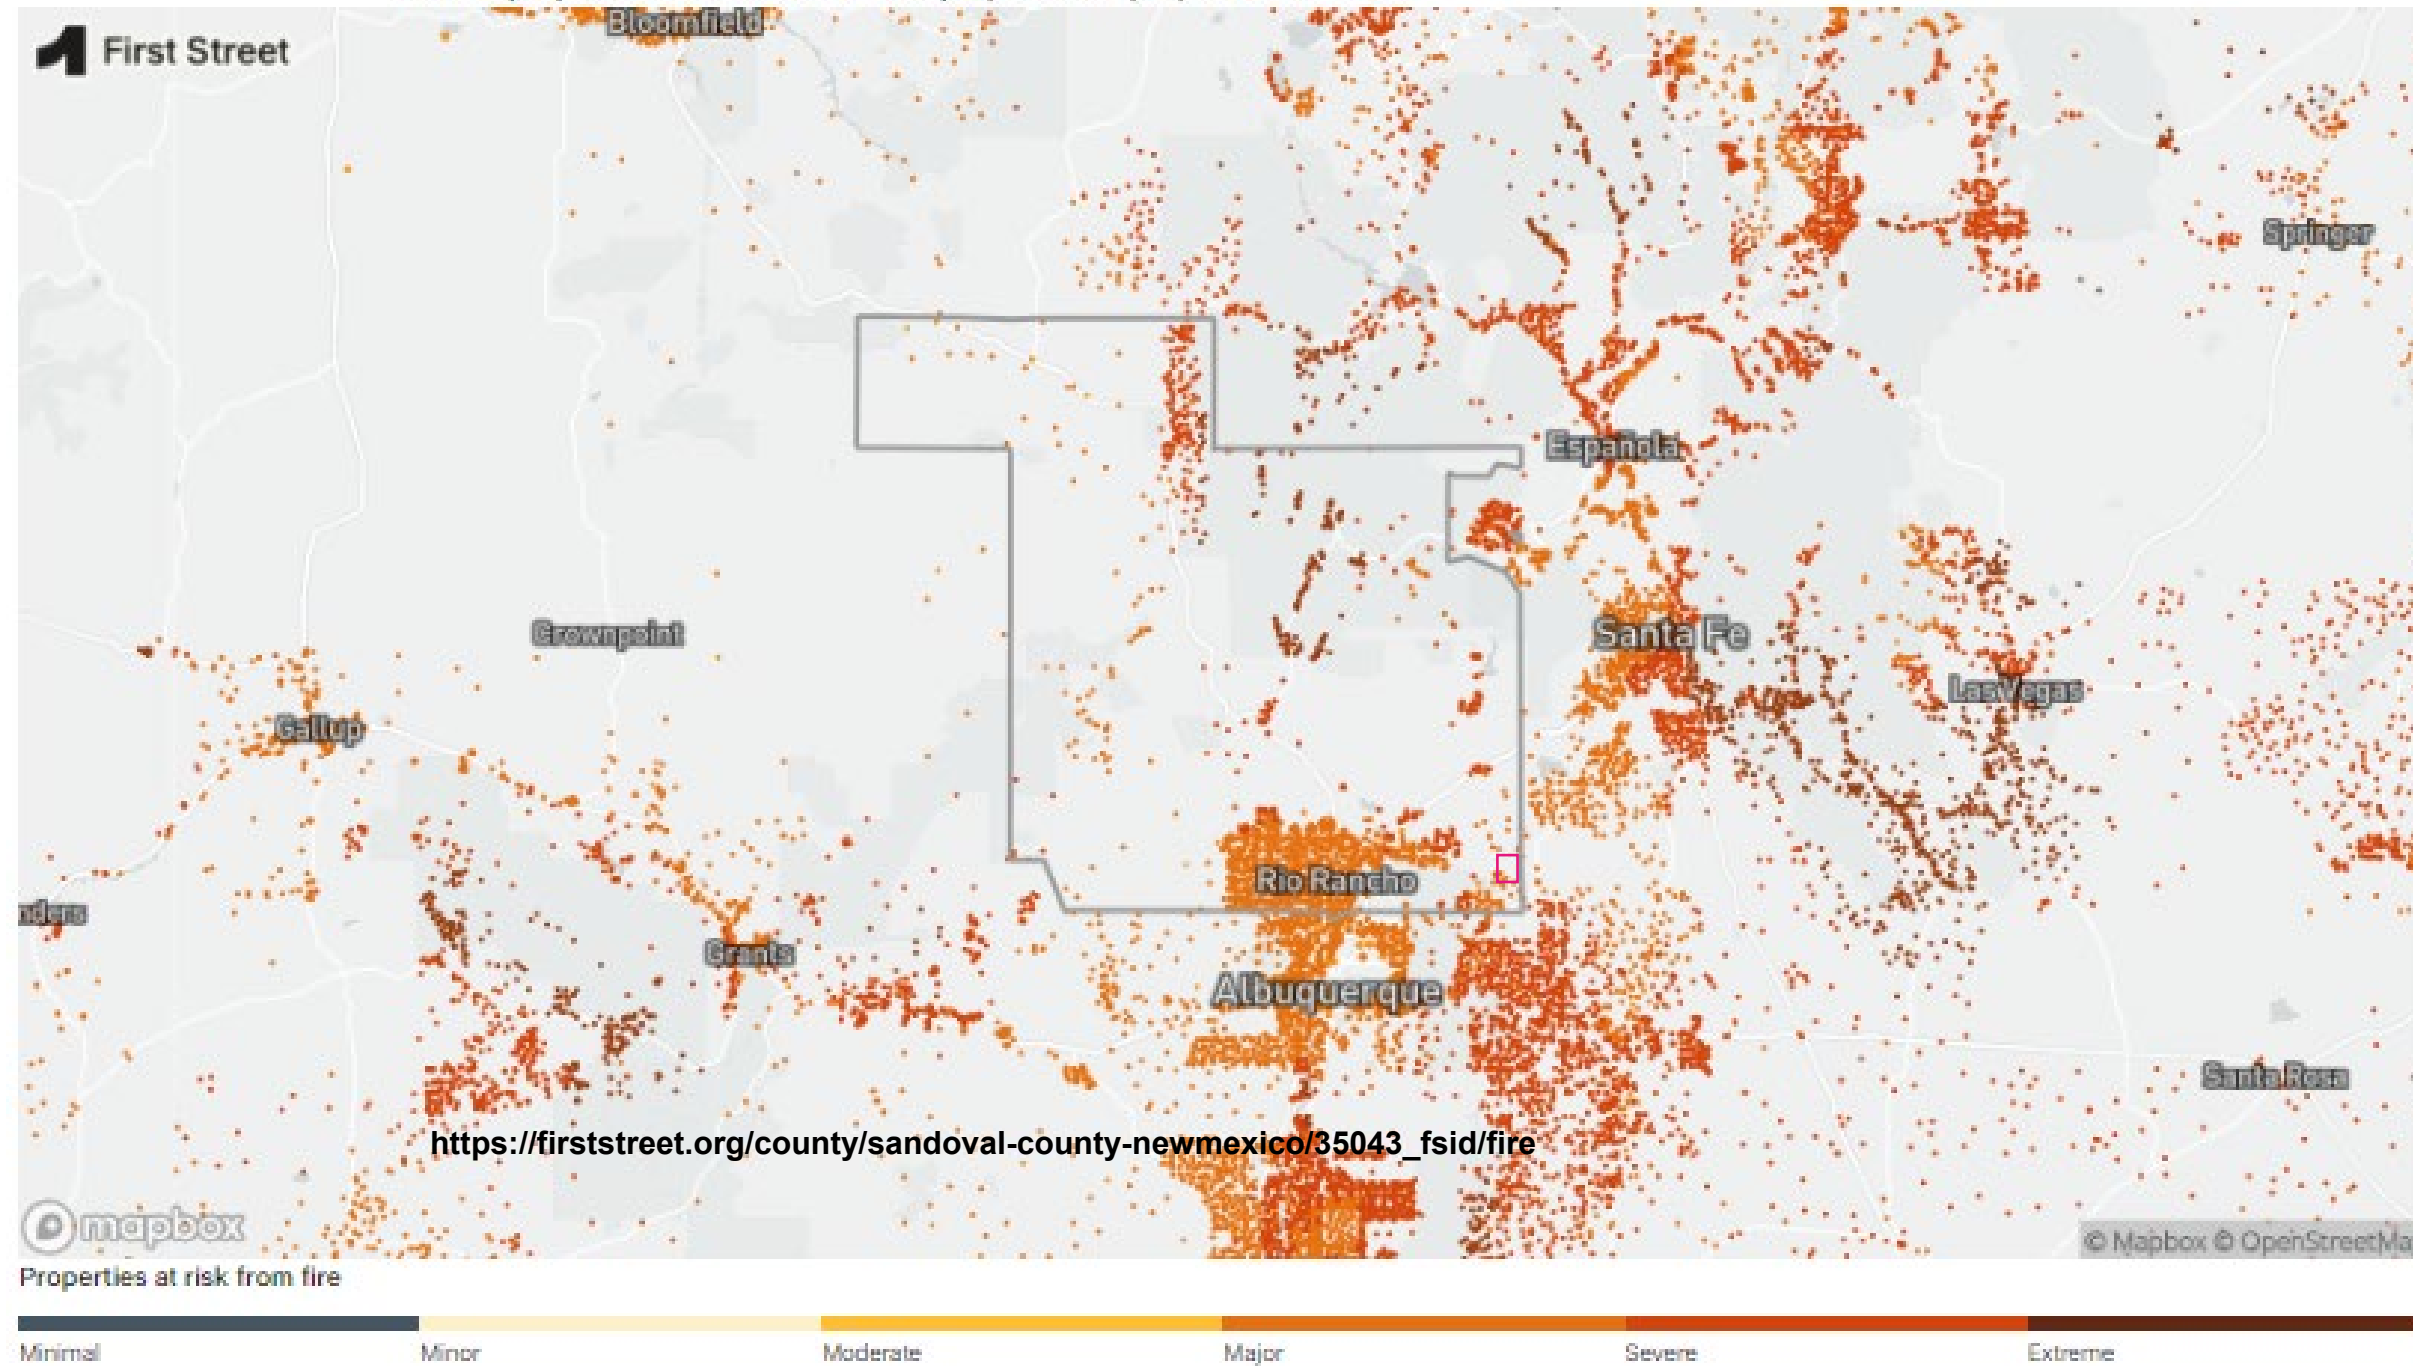 First Street
Bloomfield
Springer
Española
Crownpoint
Santa Fe
Las Vegas
Gallup
Rio Rancho
nders
Grants
Albuquerque
Santa Rosa
https://firststreet.org/county/sandoval-county-newmexico/35043_fsid/fire
mapbox
© Mapbox © OpenStreetMa
Properties at risk from fire
Minimal Minor Moderate Major Severe Extreme